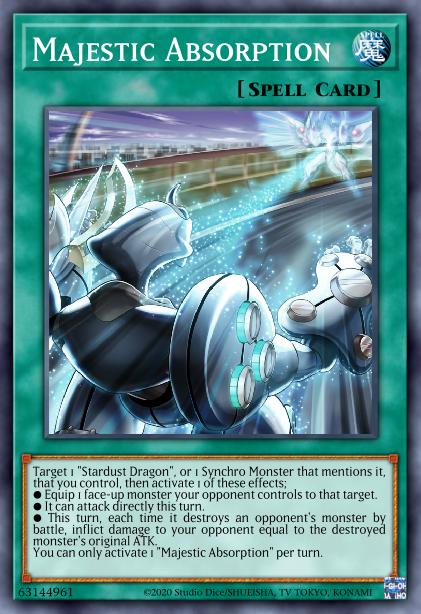 MAJESTIC ABSORPTION
SPELL
魔
[SPELL CARD]
Target 1 "Stardust Dragon", or 1 Synchro Monster that mentions it,
that you control, then activate 1 of these effects;
● Equip 1 face-up monster your opponent controls to that target.
● It can attack directly this turn.
● This turn, each time it destroys an opponent's monster by
battle, inflict damage to your opponent equal to the destroyed
monster's original ATK.
You can only activate 1 "Majestic Absorption" per turn.
63144961
©2020 Studio Dice/SHUEISHA, TV TOKYO, KONAMI